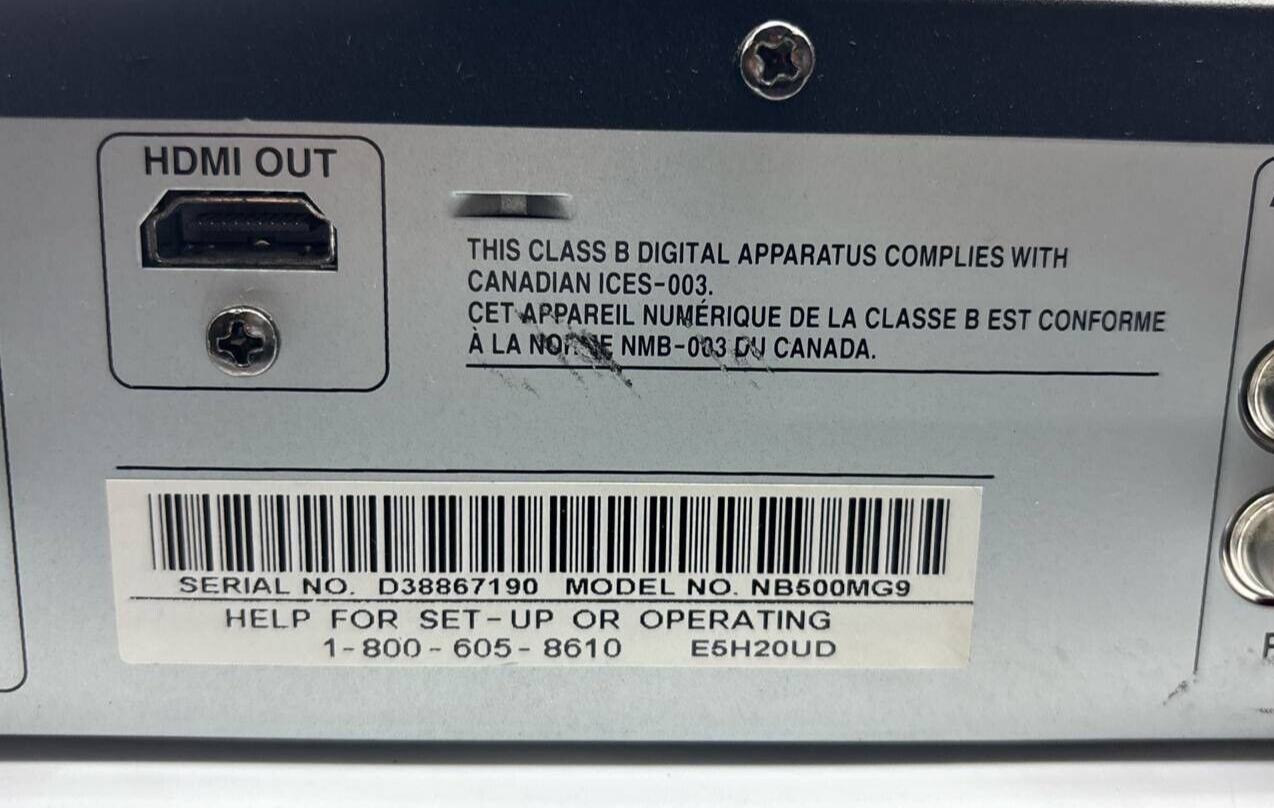 HDMI OUT
THIS CLASS B DIGITAL APPARATUS COMPLIES WITH
CANADIAN ICES-003.
CET APPAREIL NUMÉRIQUE DE LA CLASSE B EST CONFORME
À LA NORME NMB-003 DU CANADA.
SERIAL NO. D38867190 MODEL NO. NB500MG9
HELP FOR SET-UP OR OPERATING
1-800-605-8610 E5H20UD